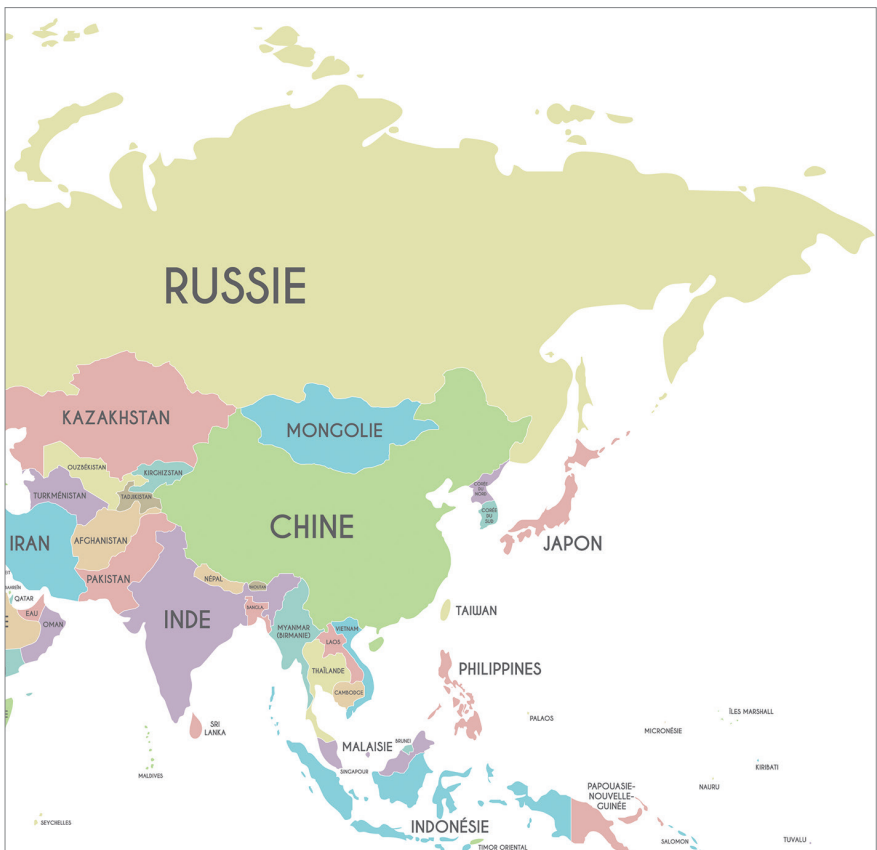 RUSSIE
KAZAKHSTAN
MONGOLIE
OUZBÉKISTAN
KIRGHIZSTAN
TURKMÉNISTAN
TADJIKISTAN
CORÉE
DU
NORD
CORÉE
DU
SUD
CHINE
IRAN
AFGHANISTAN
JAPON
PAKISTAN
NÉPAL
QATAR
BANGLA.
EAU
OMAN
INDE
TAIWAN
MYANMAR
(BIRMANIE)
VIETNAM
LAOS
THAÏLANDE
PHILIPPINES
CAMBODGE
SRI
LANKA
PALAOS
ÎLES MARSHALL
MICRONÉSIE
BRUNEI
MALAISIE
SINGAPOUR
MALDIVES
KIRIBATI
NAURU
PAPOUASIE-
NOUVELLE-
GUINÉE
SEYCHELLES
INDONÉSIE
SALOMON
TUVALU
TIMOR ORIENTAL